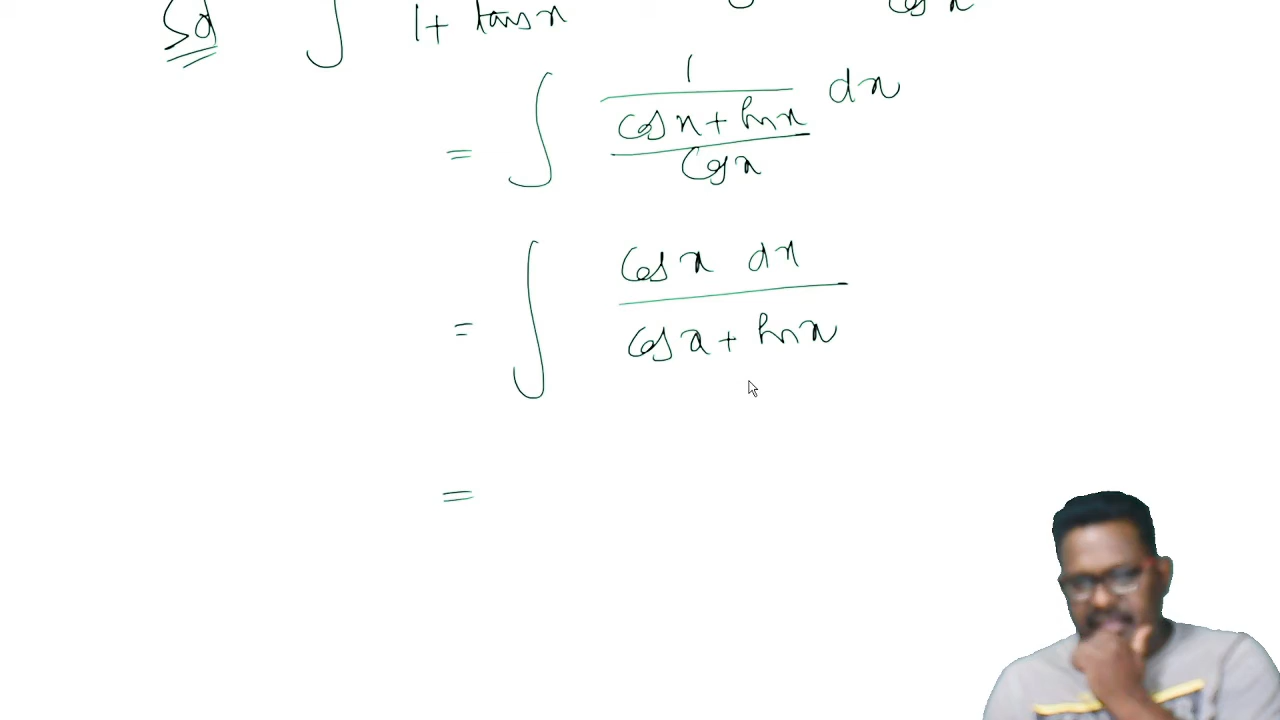 Sol ∫ 1 + tan x cos x
= ∫ 1 / ((cos x + sin x) / cos x) dx
= ∫ cos x dx / (cos x + sin x)
=